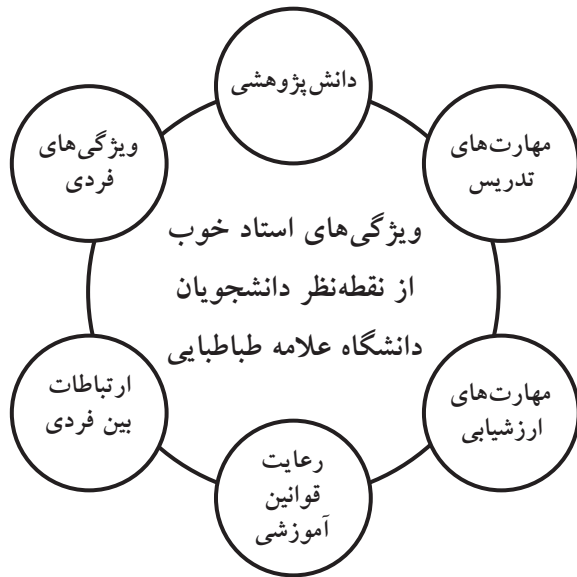 دانش‌پژوهشی
مهارت‌های
تدریس
مهارت‌های
ارزشیابی
رعایت
قوانین
آموزشی
ارتباطات
بین فردی
ویژگی‌های
فردی
ویژگی‌های استاد خوب
از نقطه‌نظر دانشجویان
دانشگاه علامه طباطبایی